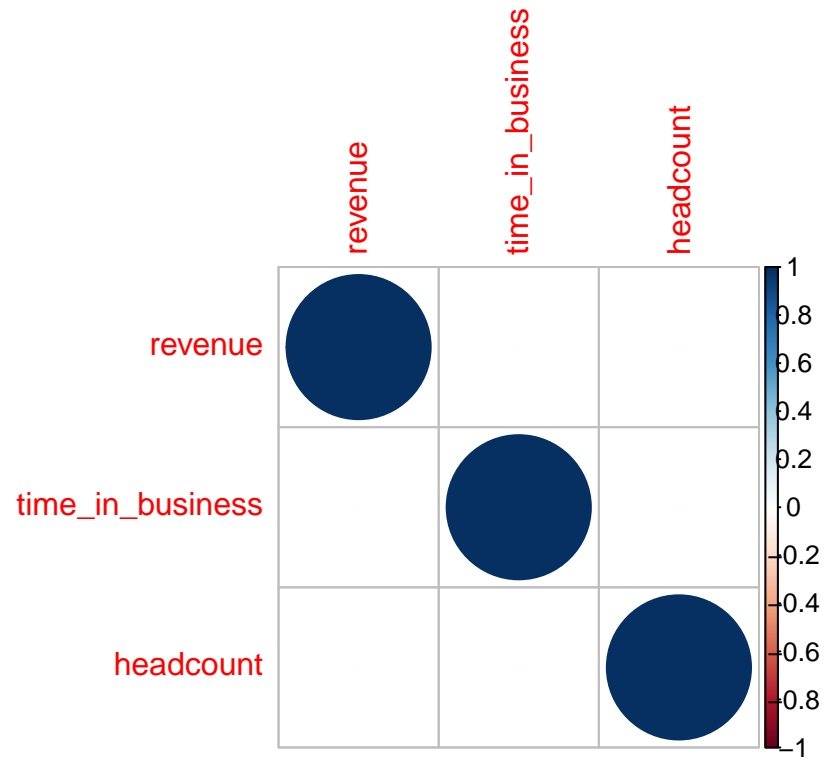 revenue
time_in_business
headcount
revenue
time_in_business
headcount
1
0.8
0.6
0.4
0.2
0
−0.2
−0.4
−0.6
−0.8
−1